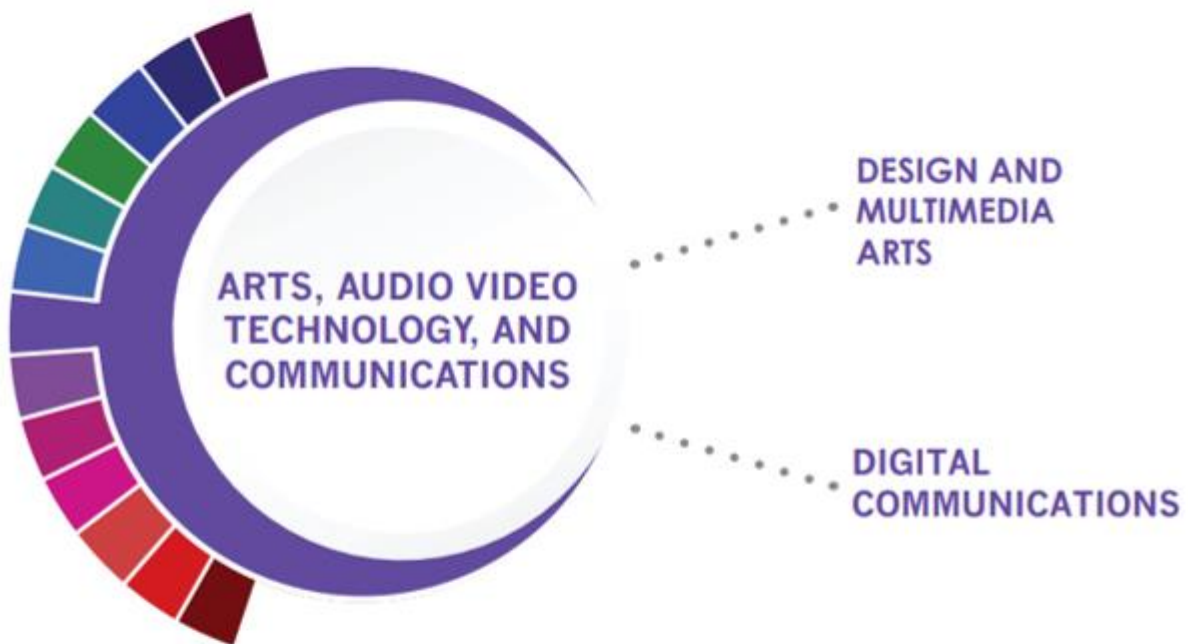 ARTS, AUDIO VIDEO
TECHNOLOGY, AND
COMMUNICATIONS
DESIGN AND
MULTIMEDIA
ARTS
DIGITAL
COMMUNICATIONS